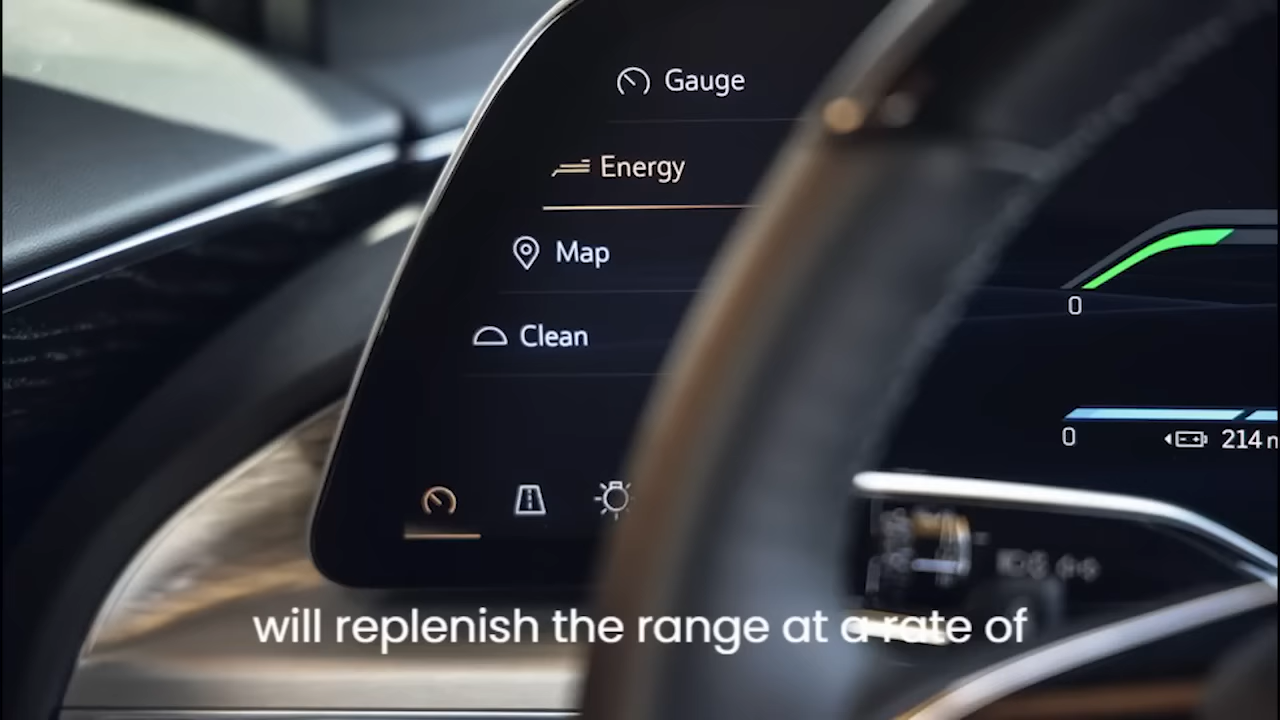 Gauge
Energy
Map
Clean
0
0
214
will replenish the range at a rate of